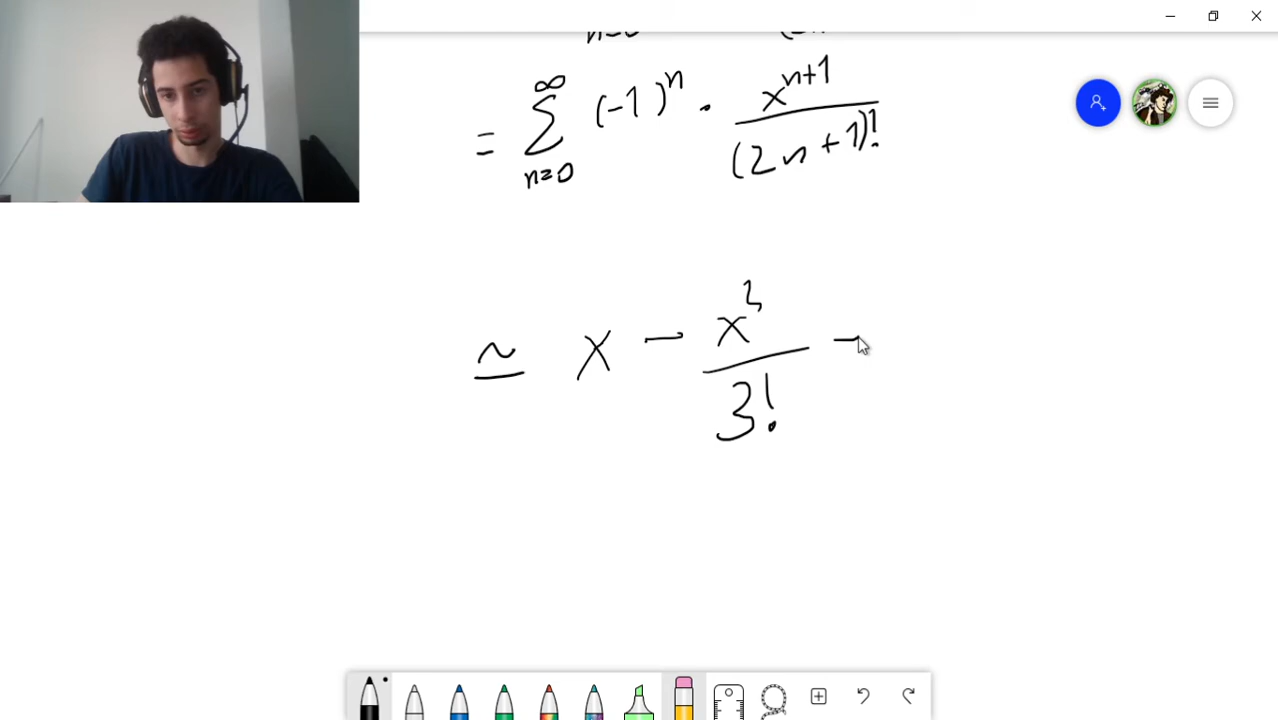 = ∑_{n=0}^{∞} (-1)^n · x^{n+1}/(2n+1)!
≃ x - x^3/3! -